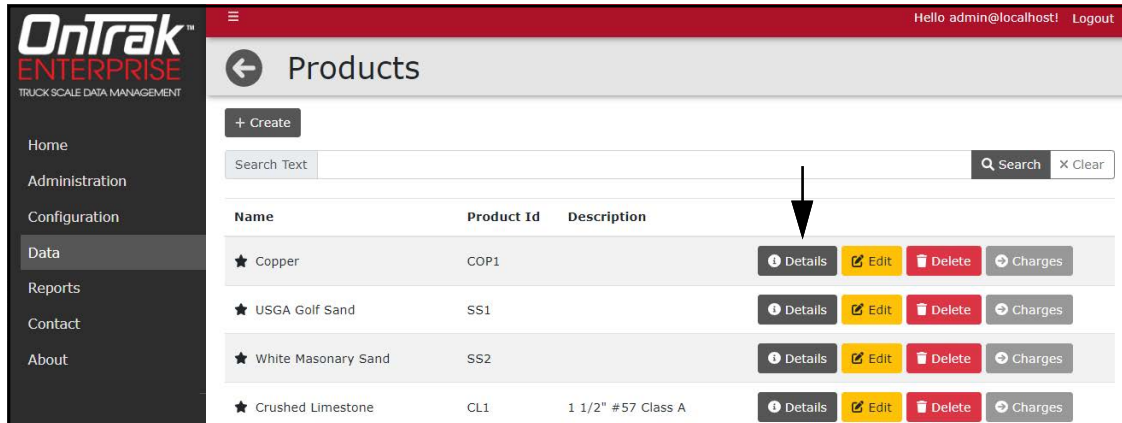 OnTrak™
ENTERPRISE
TRUCK SCALE DATA MANAGEMENT
Home
Administration
Configuration
Data
Reports
Contact
About
Hello admin@localhost! Logout
Products
+ Create
Search Text Search × Clear
Name Product Id Description
Copper COP1 Details Edit Delete Charges
USGA Golf Sand SS1 Details Edit Delete Charges
White Masonary Sand SS2 Details Edit Delete Charges
Crushed Limestone CL1 1 1/2" #57 Class A Details Edit Delete Charges